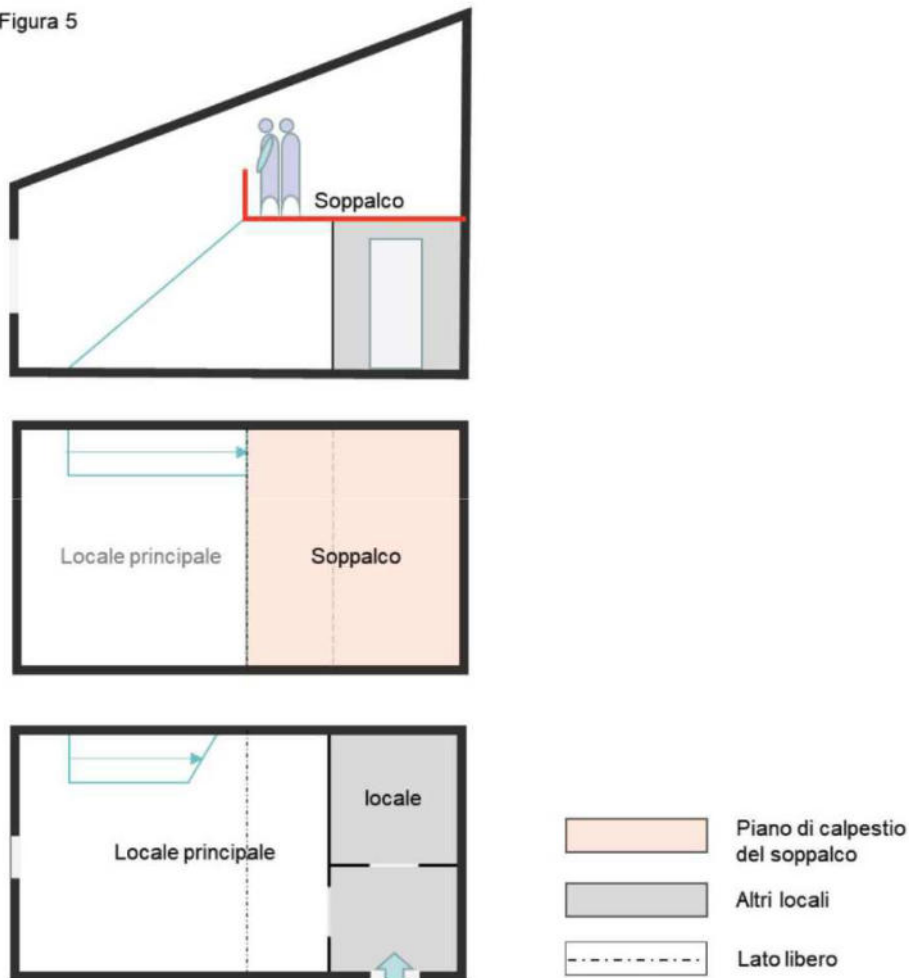 Figura 5
Soppalco
Locale principale
Soppalco
locale
Locale principale
Piano di calpestio
del soppalco
Altri locali
Lato libero